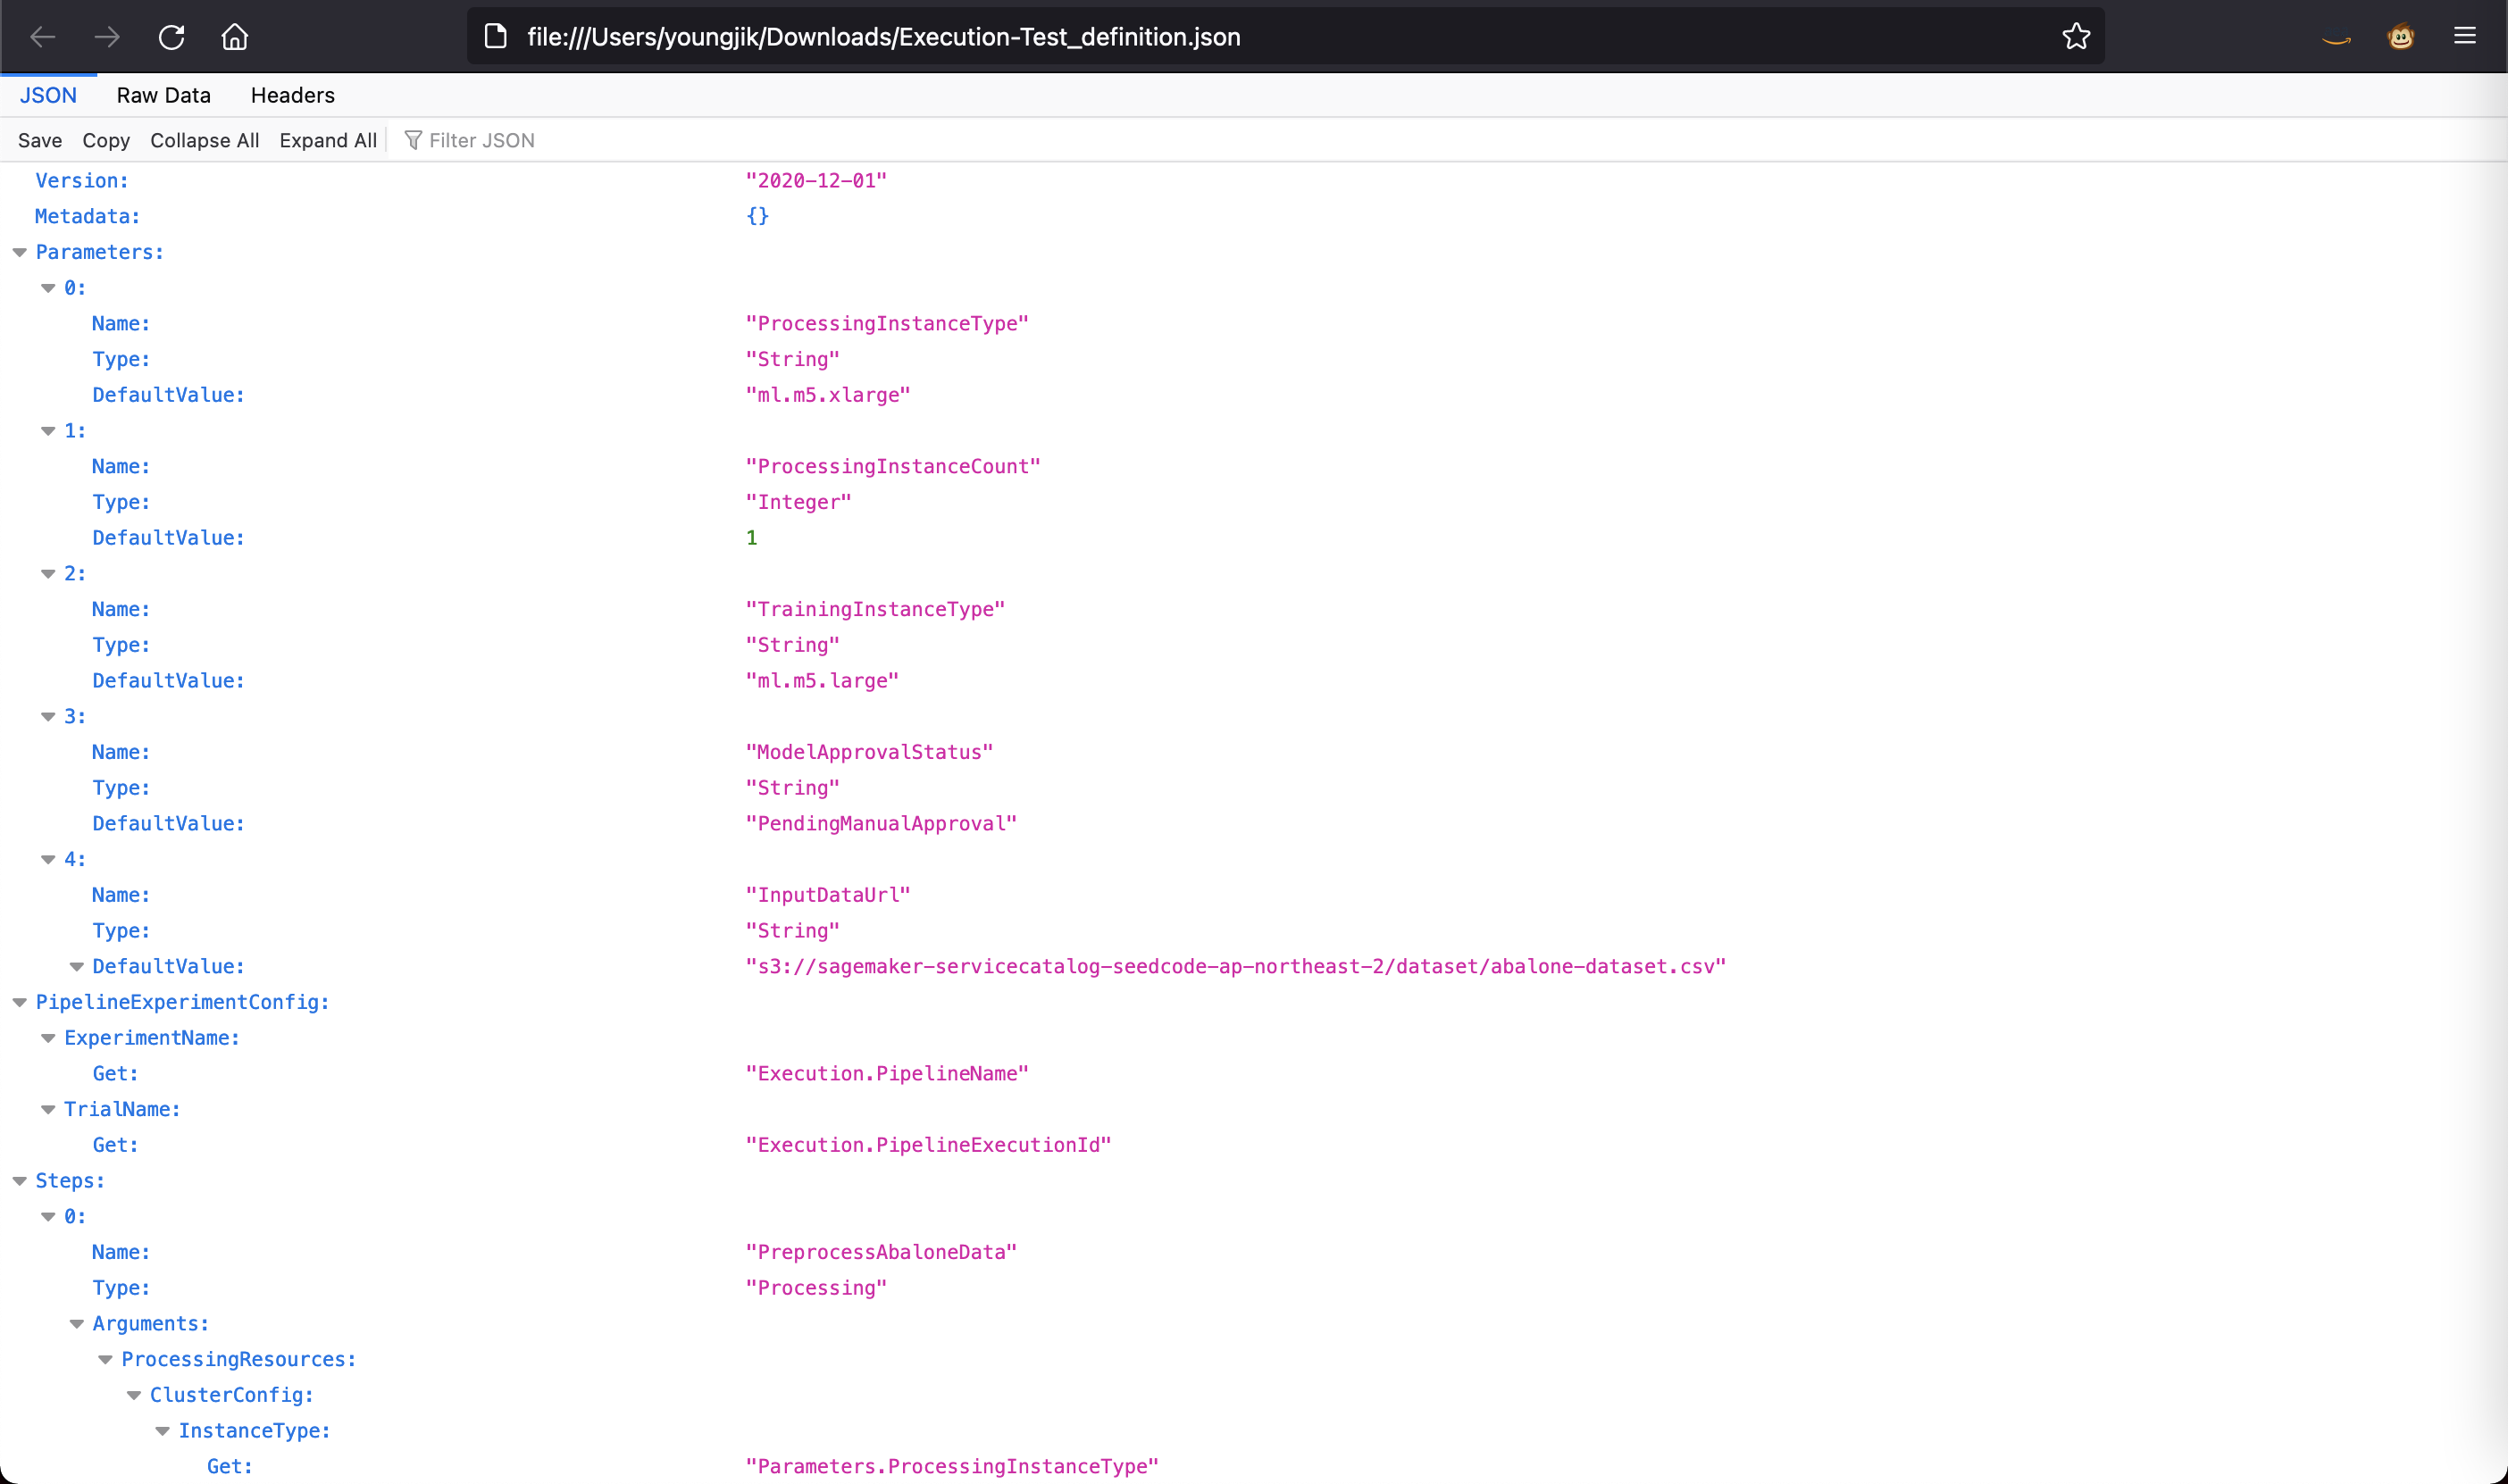 file:///Users/youngjik/Downloads/Execution-Test_definition.json
JSON Raw Data Headers
Save Copy Collapse All Expand All Filter JSON
Version: "2020-12-01"
Metadata: {}
Parameters:
0:
Name: "ProcessingInstanceType"
Type: "String"
DefaultValue: "ml.m5.xlarge"
1:
Name: "ProcessingInstanceCount"
Type: "Integer"
DefaultValue: 1
2:
Name: "TrainingInstanceType"
Type: "String"
DefaultValue: "ml.m5.large"
3:
Name: "ModelApprovalStatus"
Type: "String"
DefaultValue: "PendingManualApproval"
4:
Name: "InputDataUrl"
Type: "String"
DefaultValue: "s3://sagemaker-servicecatalog-seedcode-ap-northeast-2/dataset/abalone-dataset.csv"
PipelineExperimentConfig:
ExperimentName:
Get: "Execution.PipelineName"
TrialName:
Get: "Execution.PipelineExecutionId"
Steps:
0:
Name: "PreprocessAbaloneData"
Type: "Processing"
Arguments:
ProcessingResources:
ClusterConfig:
InstanceType:
Get: "Parameters.ProcessingInstanceType"